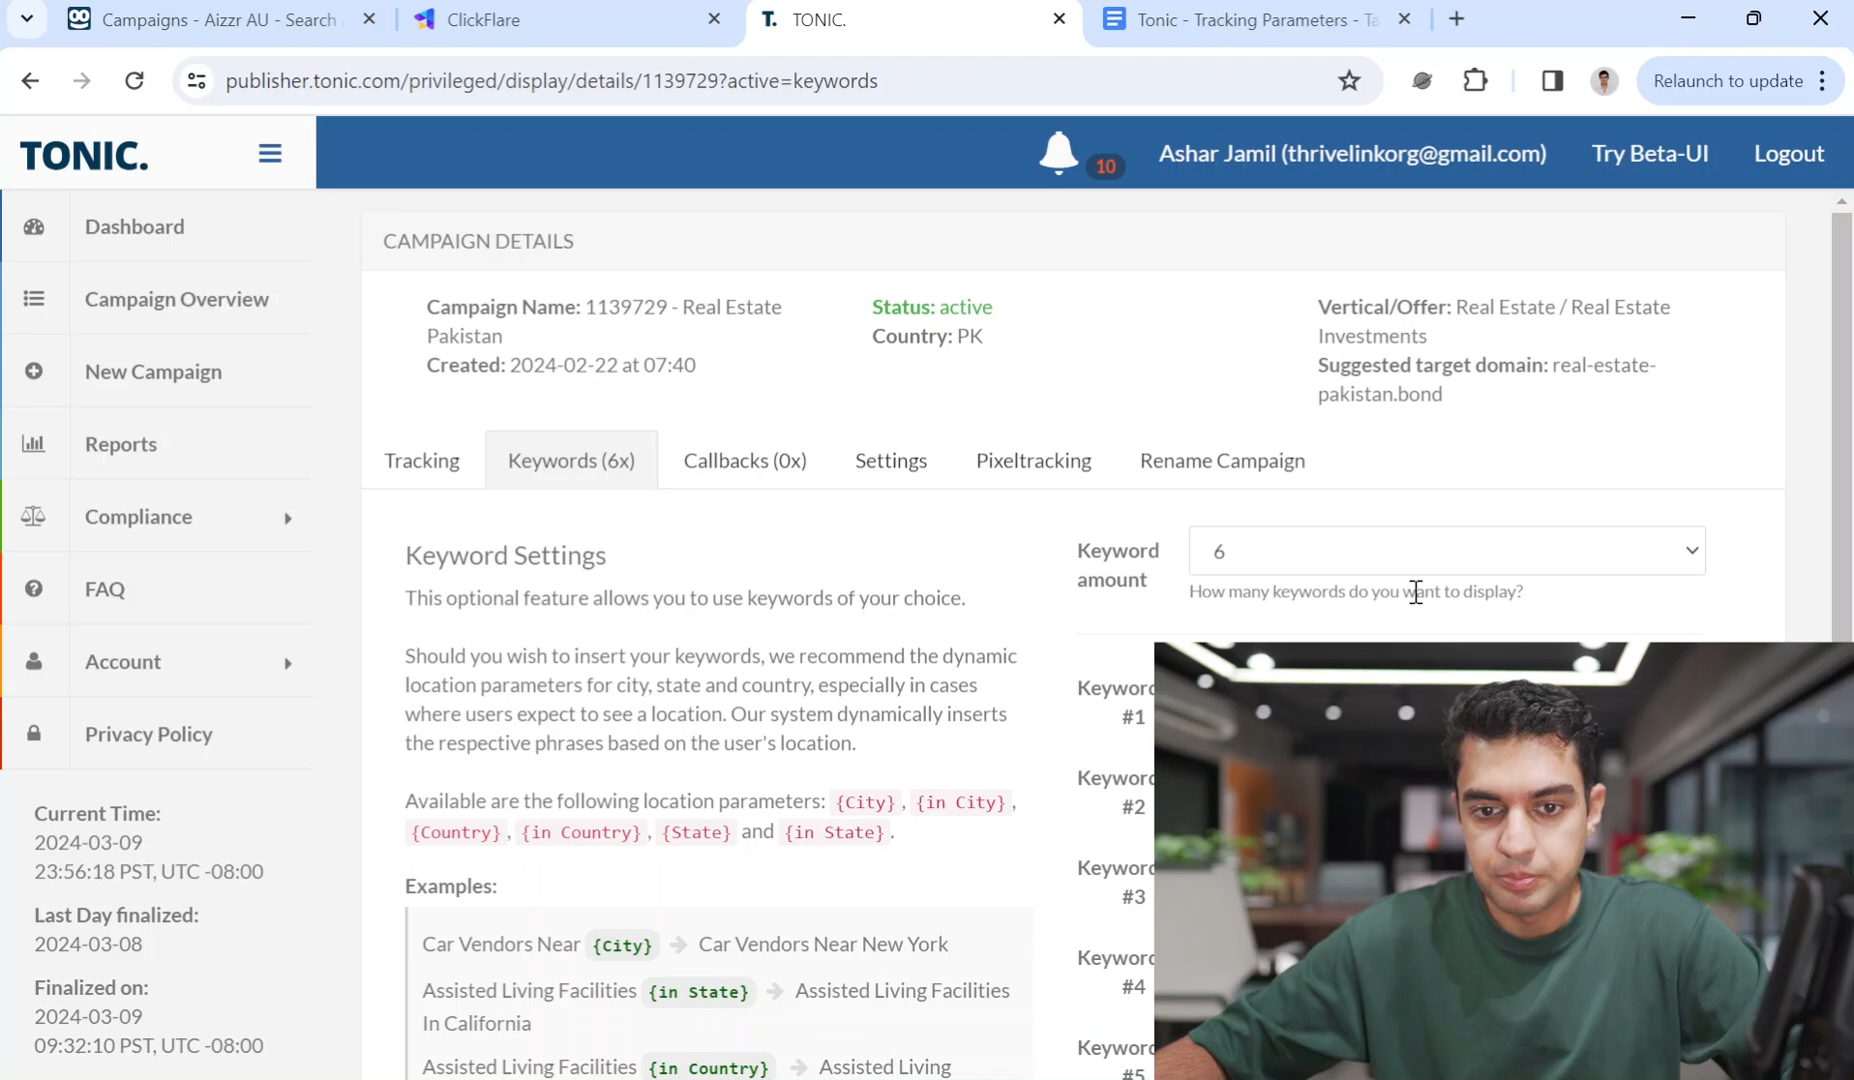 Campaigns - Aizzr AU - Search
ClickFlare
T. TONIC.
Tonic - Tracking Parameters - Ta
publisher.tonic.com/privileged/display/details/1139729?active=keywords
Relaunch to update
TONIC.
10
Ashar Jamil (thrivelinkorg@gmail.com)
Try Beta-UI
Logout
Dashboard
Campaign Overview
New Campaign
Reports
Compliance
FAQ
Account
Privacy Policy
Current Time:
2024-03-09
23:56:18 PST, UTC -08:00
Last Day finalized:
2024-03-08
Finalized on:
2024-03-09
09:32:10 PST, UTC -08:00
CAMPAIGN DETAILS
Campaign Name: 1139729 - Real Estate
Pakistan
Created: 2024-02-22 at 07:40
Status: active
Country: PK
Vertical/Offer: Real Estate / Real Estate
Investments
Suggested target domain: real-estate-
pakistan.bond
Tracking
Keywords (6x)
Callbacks (0x)
Settings
Pixeltracking
Rename Campaign
Keyword Settings
This optional feature allows you to use keywords of your choice.
Should you wish to insert your keywords, we recommend the dynamic
location parameters for city, state and country, especially in cases
where users expect to see a location. Our system dynamically inserts
the respective phrases based on the user's location.
Available are the following location parameters: {City} , {in City} ,
{Country} , {in Country} , {State} and {in State} .
Examples:
Car Vendors Near {City} → Car Vendors Near New York
Assisted Living Facilities {in State} → Assisted Living Facilities
In California
Assisted Living Facilities {in Country} → Assisted Living
Keyword
amount
6
How many keywords do you want to display?
Keyword
#1
Keyword
#2
Keyword
#3
Keyword
#4
Keyword
#5